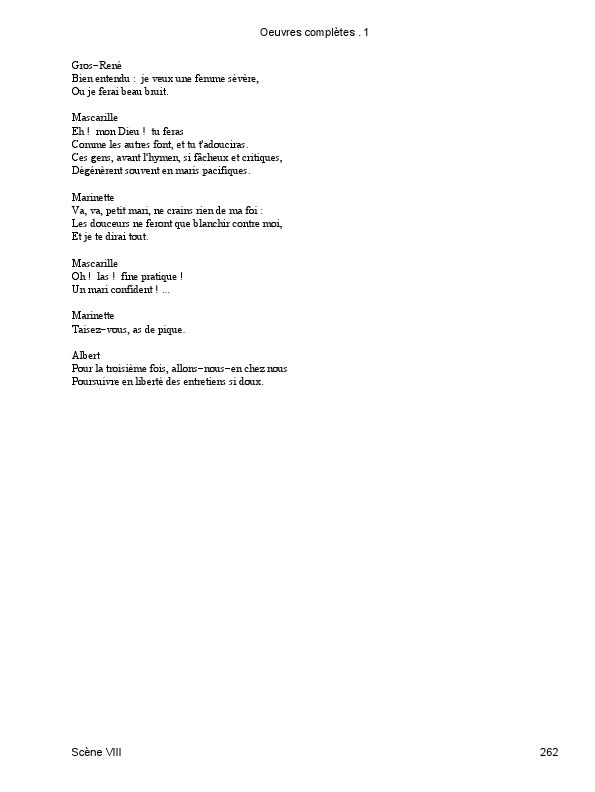 Oeuvres complètes . 1
Gros−René
Bien entendu : je veux une femme sévère,
Ou je ferai beau bruit.
Mascarille
Eh ! mon Dieu ! tu feras
Comme les autres font, et tu t'adouciras.
Ces gens, avant l'hymen, si fâcheux et critiques,
Dégénèrent souvent en maris pacifiques.
Marinette
Va, va, petit mari, ne crains rien de ma foi :
Les douceurs ne feront que blanchir contre moi,
Et je te dirai tout.
Mascarille
Oh ! las ! fine pratique !
Un mari confident ! ...
Marinette
Taisez−vous, as de pique.
Albert
Pour la troisième fois, allons−nous−en chez nous
Poursuivre en liberté des entretiens si doux.
Scène VIII
262